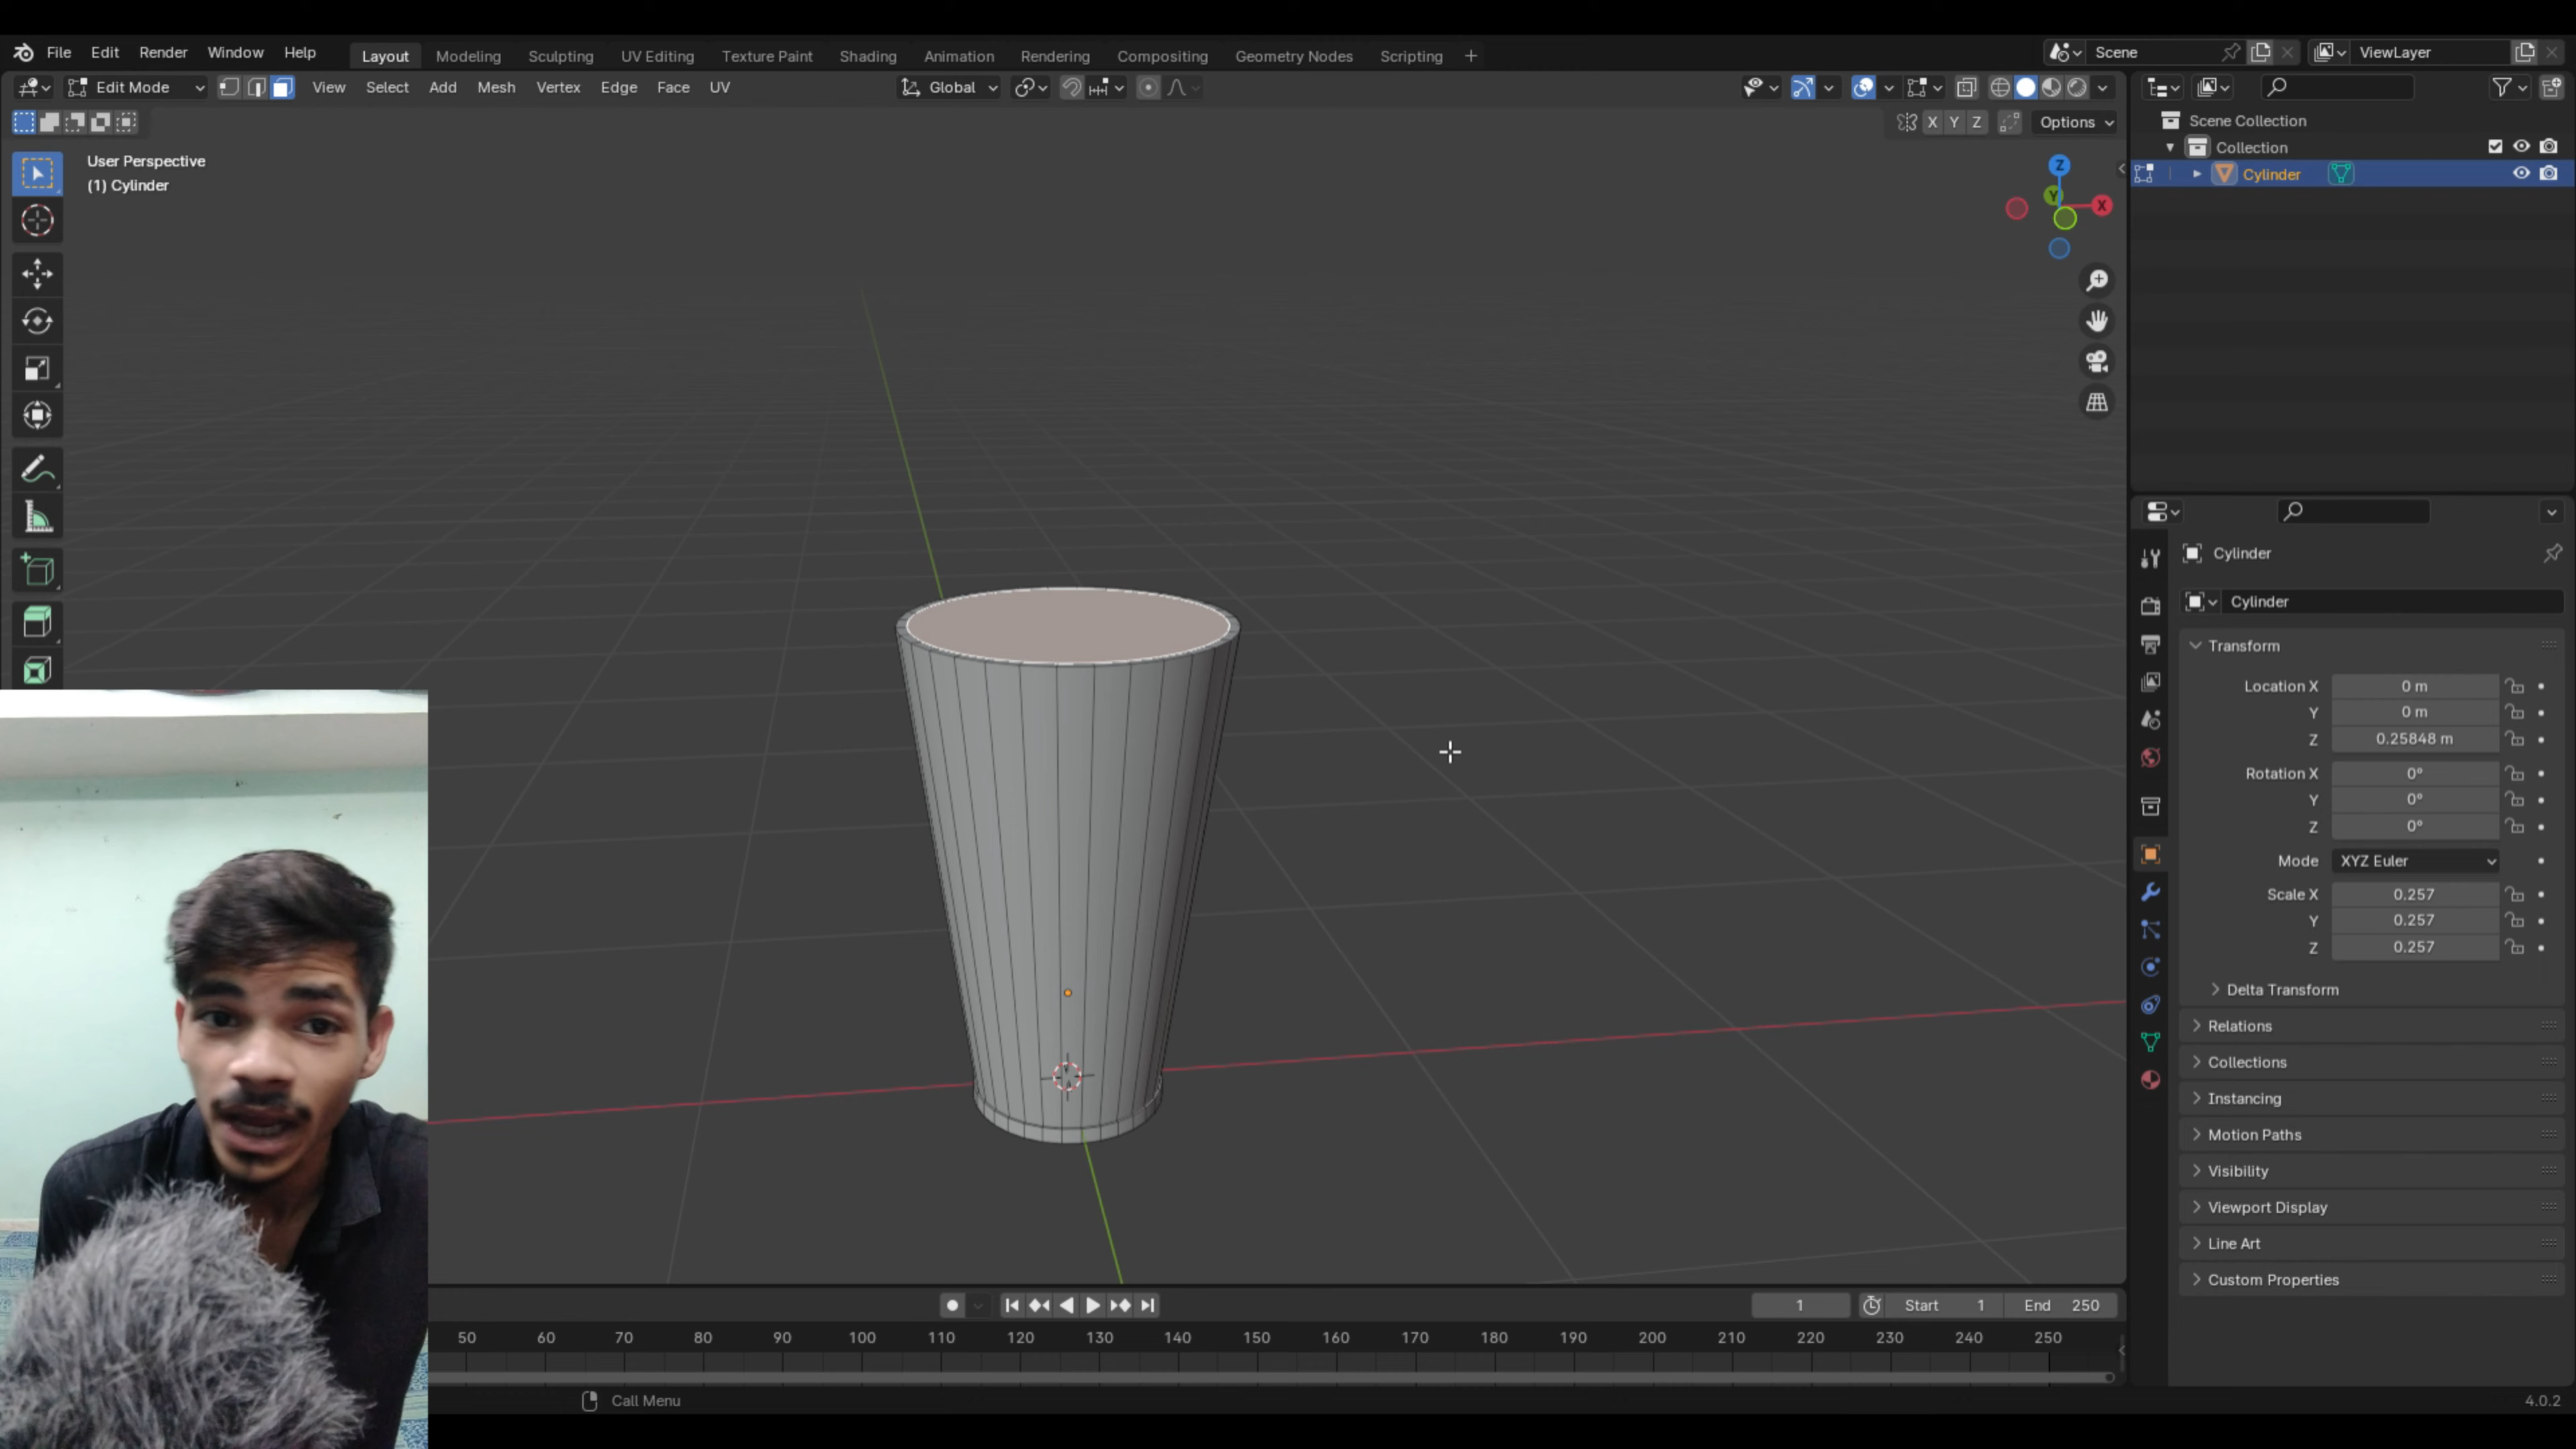 File Edit Render Window Help Layout Modeling Sculpting UV Editing Texture Paint Shading Animation Rendering Compositing Geometry Nodes Scripting + Scene ViewLayer
Edit Mode View Select Add Mesh Vertex Edge Face UV Global
X Y Z Options
User Perspective
(1) Cylinder
Z
Y
X
Scene Collection
Collection
Cylinder
Cylinder
Cylinder
Transform
Location X 0 m
Y 0 m
Z 0.25848 m
Rotation X 0°
Y 0°
Z 0°
Mode XYZ Euler
Scale X 0.257
Y 0.257
Z 0.257
Delta Transform
Relations
Collections
Instancing
Motion Paths
Visibility
Viewport Display
Line Art
Custom Properties
1 Start 1 End 250
50 60 70 80 90 100 110 120 130 140 150 160 170 180 190 200 210 220 230 240 250
Call Menu
4.0.2